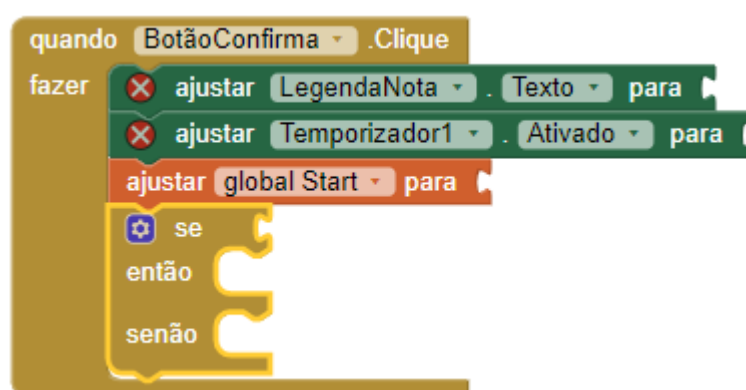 quando BotãoConfirma .Clique
fazer ajustar LegendaNota . Texto para
ajustar Temporizador1 . Ativado para
ajustar global Start para
se
então
senão